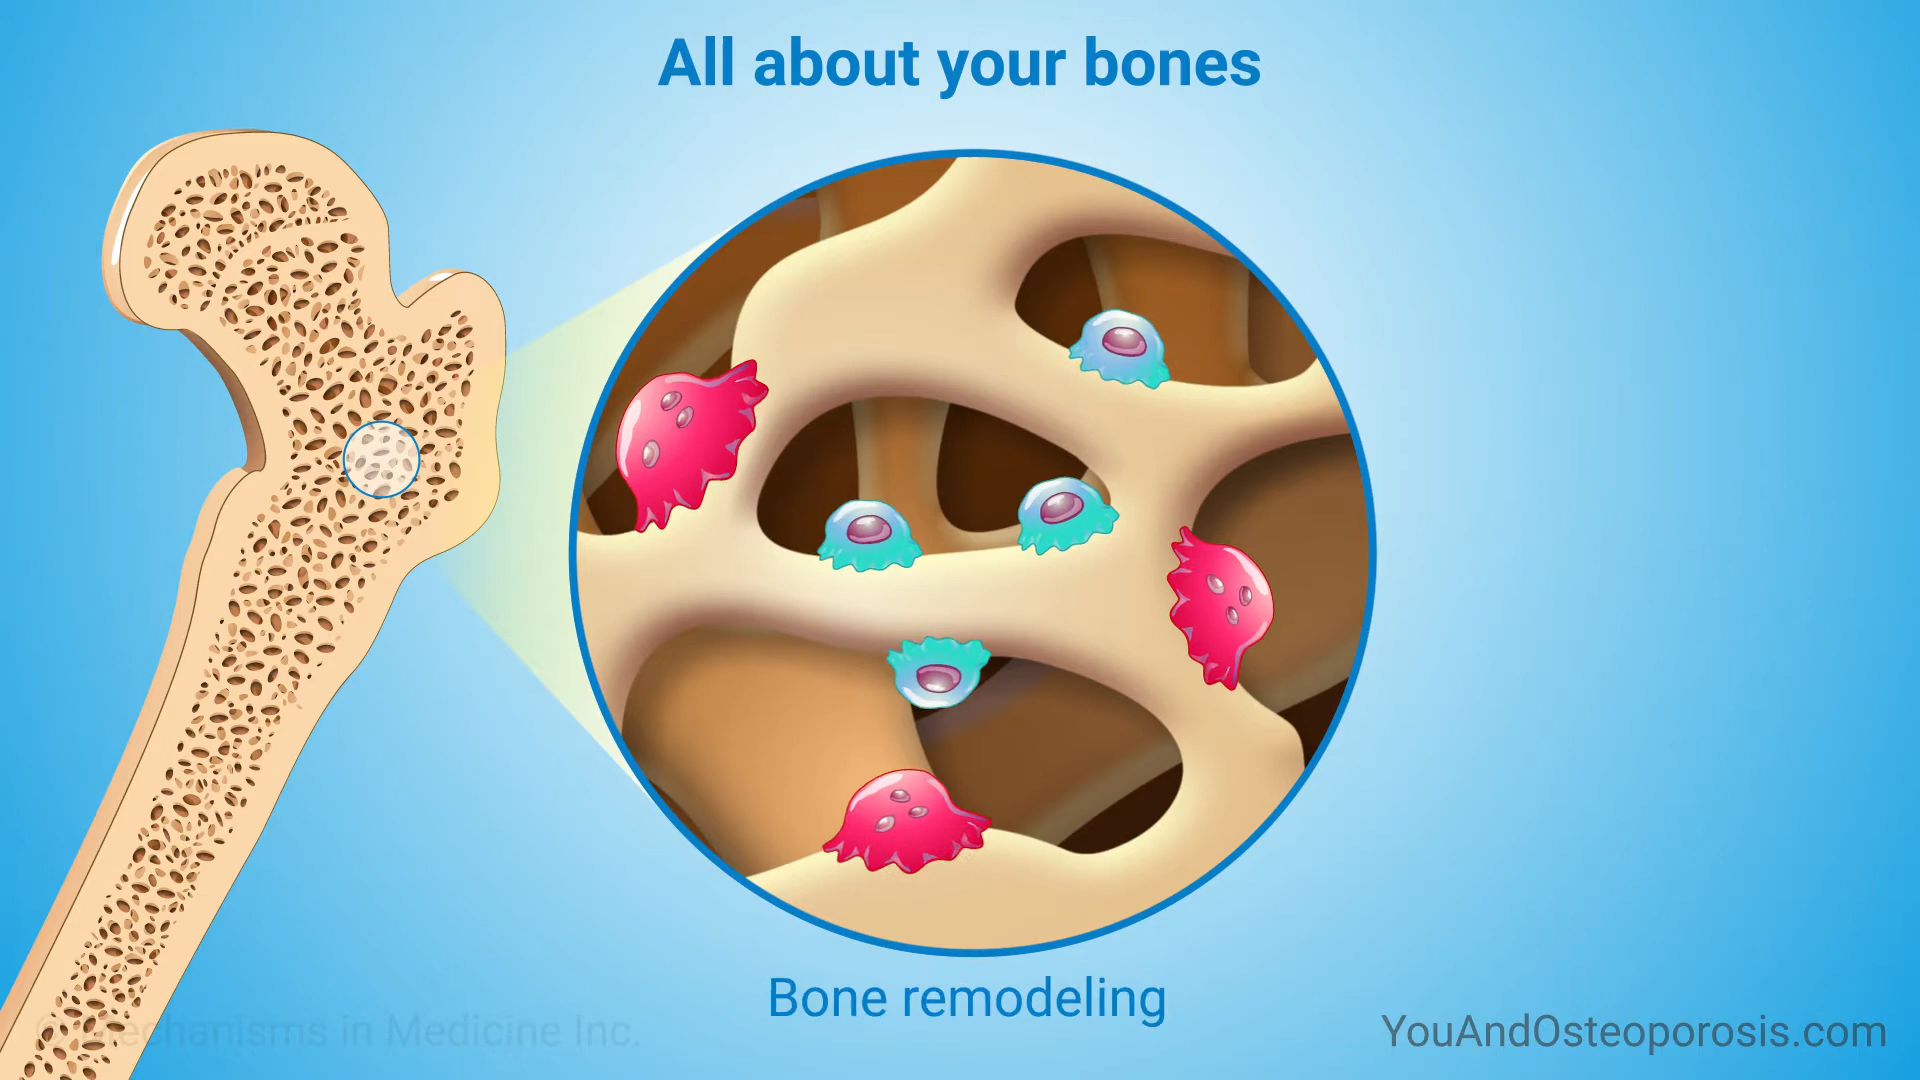 All about your bones
Bone remodeling
© Mechanisms in Medicine Inc.
YouAndOsteoporosis.com